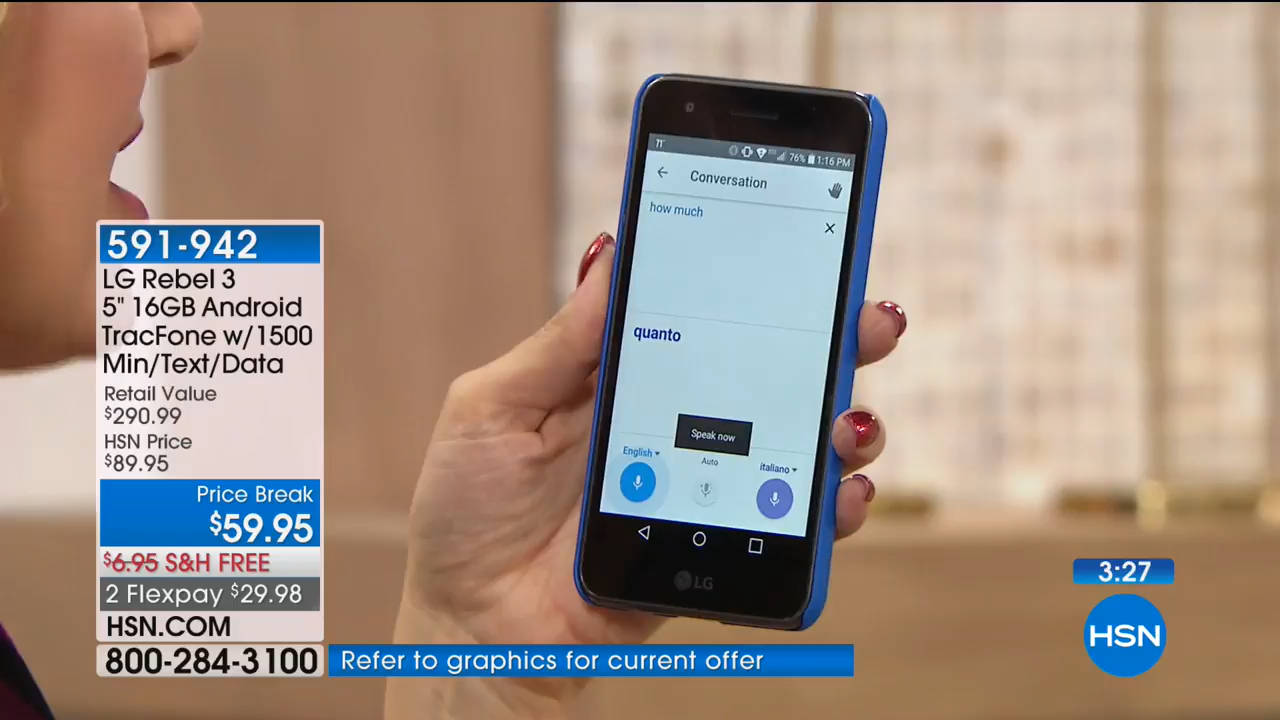 591-942
LG Rebel 3
5" 16GB Android
TracFone w/1500
Min/Text/Data
Retail Value
$290.99
HSN Price
$89.95
Price Break
$59.95
$6.95 S&H FREE
2 Flexpay $29.98
HSN.COM
800-284-3100
Refer to graphics for current offer
76% 1:16 PM
Conversation
how much
quanto
Speak now
English
Auto
italiano
LG
3:27
HSN